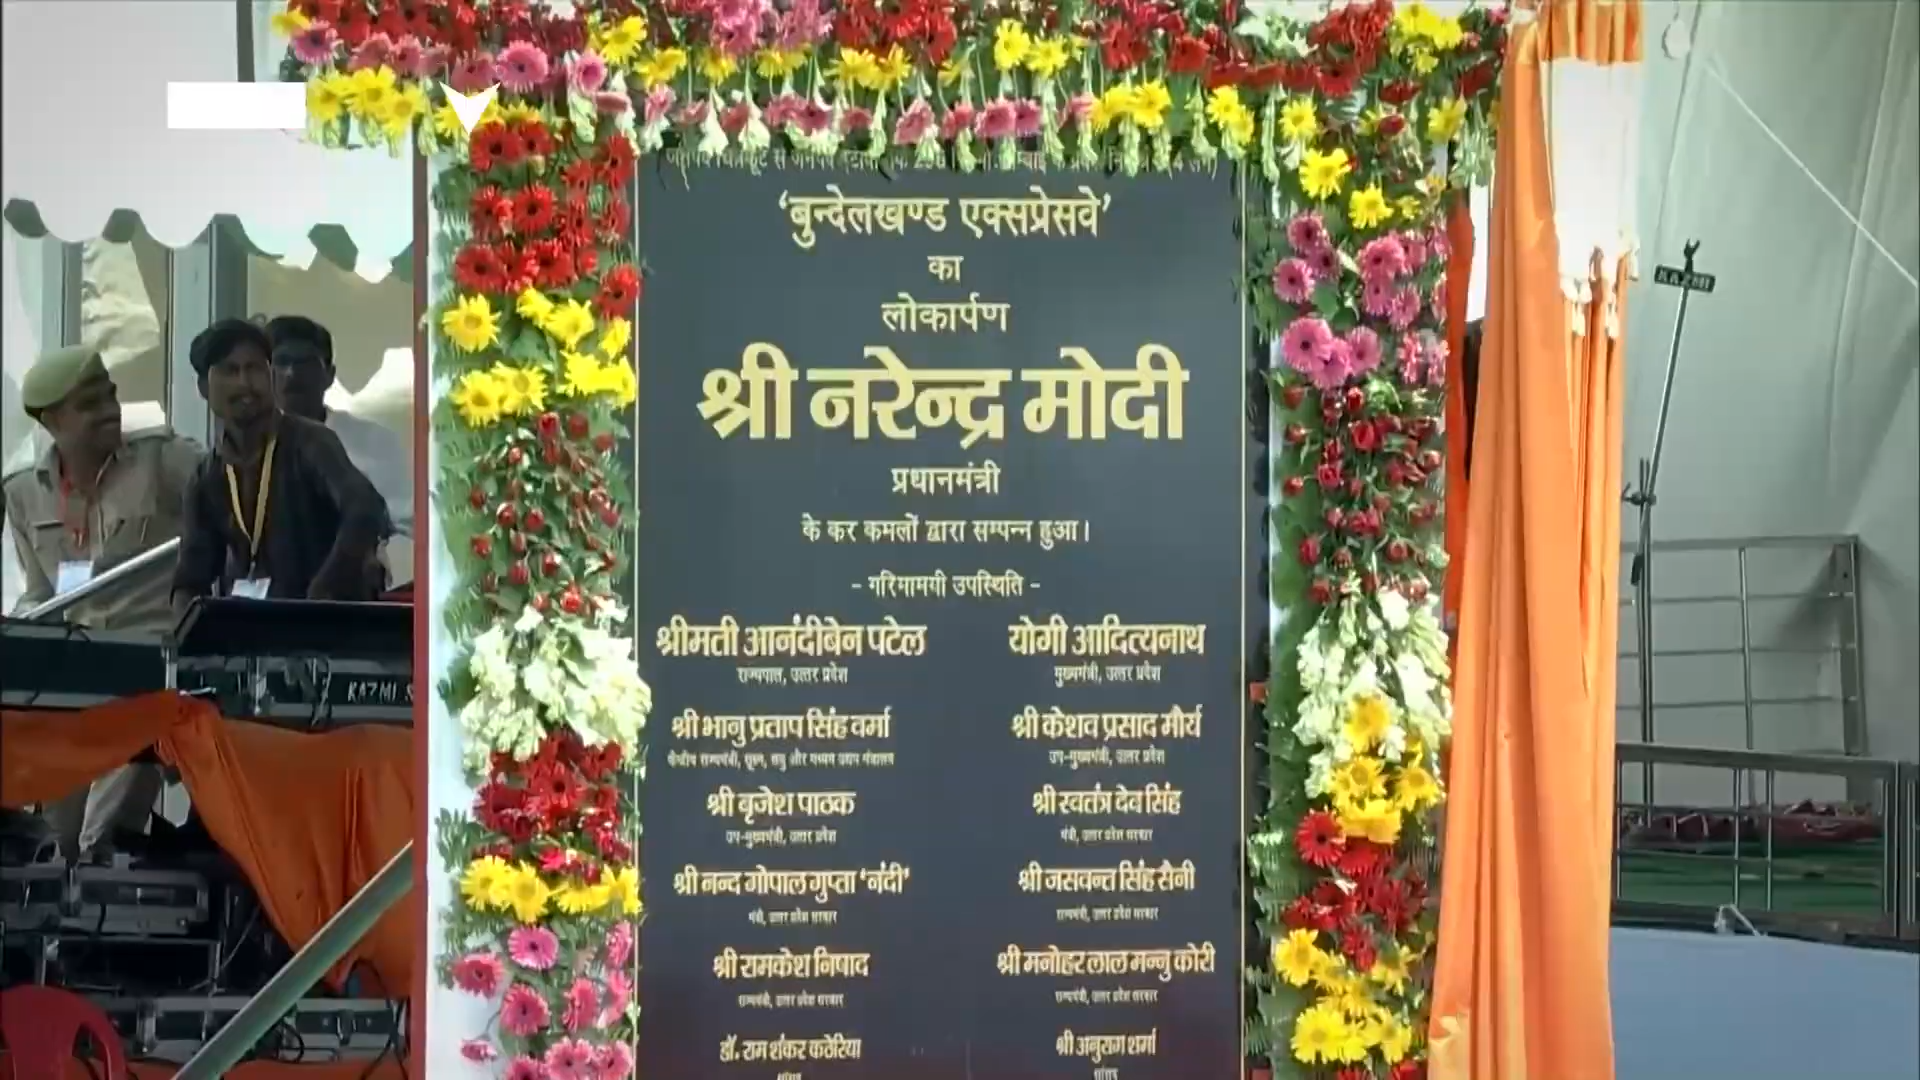 ‘बुन्देलखण्ड एक्सप्रेसवे’
का
लोकार्पण
श्री नरेन्द्र मोदी
प्रधानमंत्री
के कर कमलों द्वारा सम्पन्न हुआ।
- गरिमामयी उपस्थिति -
श्रीमती आनंदीबेन पटेल
राज्यपाल, उत्तर प्रदेश
योगी आदित्यनाथ
मुख्यमंत्री, उत्तर प्रदेश
श्री भानु प्रताप सिंह वर्मा
श्री केशव प्रसाद मौर्य
उप-मुख्यमंत्री, उत्तर प्रदेश
श्री बृजेश पाठक
उप-मुख्यमंत्री, उत्तर प्रदेश
श्री स्वतंत्र देव सिंह
मंत्री, उत्तर प्रदेश सरकार
श्री नन्द गोपाल गुप्ता ‘नंदी’
मंत्री, उत्तर प्रदेश सरकार
श्री जसवन्त सिंह सैनी
राज्यमंत्री, उत्तर प्रदेश सरकार
श्री रामकेश निषाद
राज्यमंत्री, उत्तर प्रदेश सरकार
श्री मनोहर लाल मन्नु कोरी
राज्यमंत्री, उत्तर प्रदेश सरकार
डॉ. राम शंकर कठेरिया
श्री अनुराग शर्मा
सांसद
KAZMI
KAZMI S